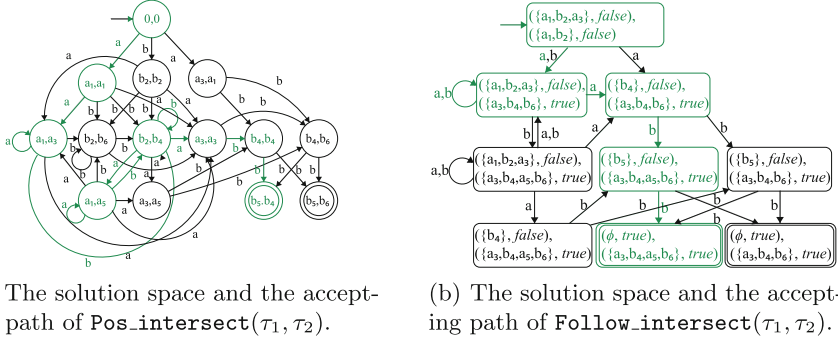 0,0
a
b
a
a₁,a₁
b₂,b₂
a₃,a₁
a₁,a₃
b₂,b₆
b₂,b₄
a₃,a₃
b₄,b₄
b₄,b₆
a₁,a₅
a₃,a₅
b₅,b₄
b₅,b₆
The solution space and the accept-
path of Pos_intersect(τ₁, τ₂).
({a₁,b₂,a₃}, false),
({a₁,b₂}, false)
a,b
a
({a₁,b₂,a₃}, false),
({a₃,b₄,b₆}, true)
a,b
a
({b₄}, false),
({a₃,b₄,b₆}, true)
b
a,b
a
b
b
({a₁,b₂,a₃}, false),
({a₃,b₄,a₅,b₆}, true)
a,b
({b₅}, false),
({a₃,b₄,a₅,b₆}, true)
({b₅}, false),
({a₃,b₄,b₆}, true)
a
b
b
b
b
b
({b₄}, false),
({a₃,b₄,a₅,b₆}, true)
(ϕ, true),
({a₃,b₄,a₅,b₆}, true)
(ϕ, true),
({a₃,b₄,b₆}, true)
(b) The solution space and the accept-
ing path of Follow_intersect(τ₁, τ₂).